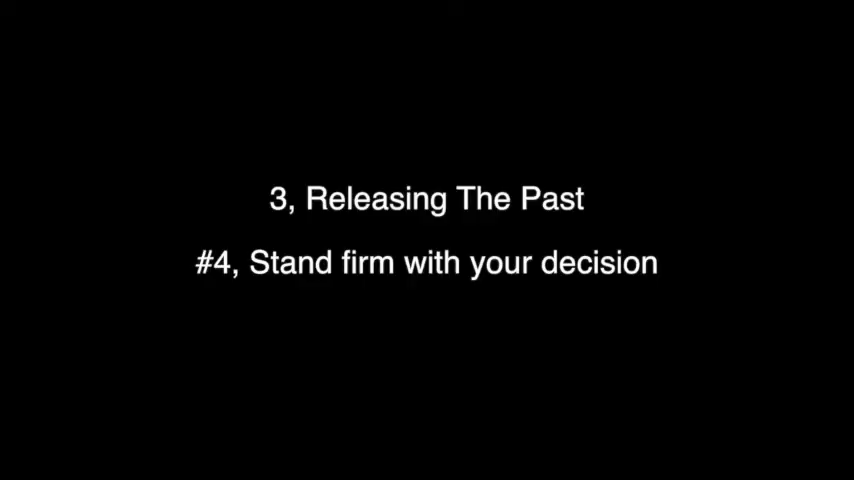 3, Releasing The Past
#4, Stand firm with your decision